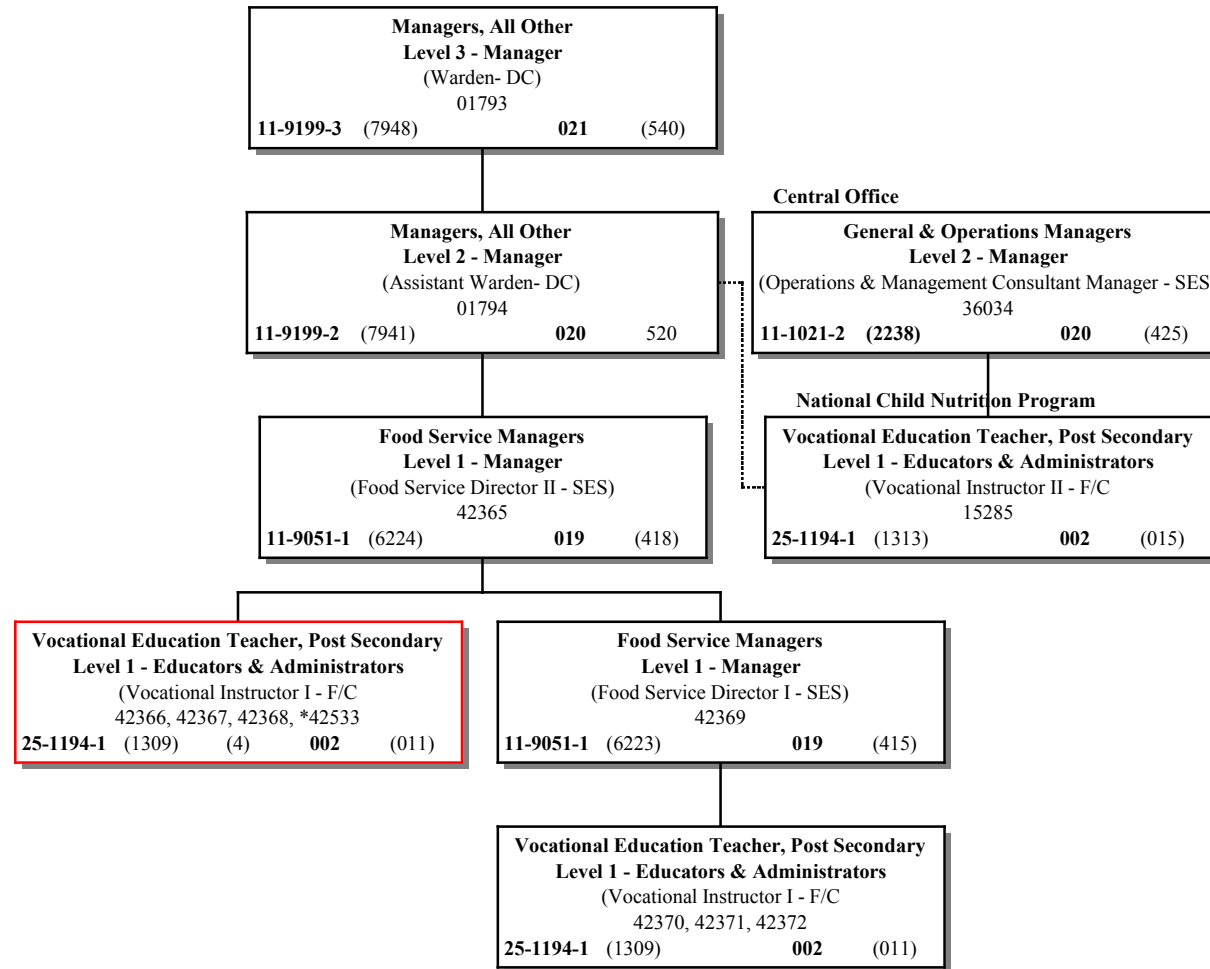 Managers, All Other
Level 3 - Manager
(Warden- DC)
01793
11-9199-3 (7948) 021 (540)
Managers, All Other
Level 2 - Manager
(Assistant Warden- DC)
01794
11-9199-2 (7941) 020 520
Central Office
General & Operations Managers
Level 2 - Manager
(Operations & Management Consultant Manager - SES
36034
11-1021-2 (2238) 020 (425)
Food Service Managers
Level 1 - Manager
(Food Service Director II - SES)
42365
11-9051-1 (6224) 019 (418)
National Child Nutrition Program
Vocational Education Teacher, Post Secondary
Level 1 - Educators & Administrators
(Vocational Instructor II - F/C
15285
25-1194-1 (1313) 002 (015)
Vocational Education Teacher, Post Secondary
Level 1 - Educators & Administrators
(Vocational Instructor I - F/C
42366, 42367, 42368, *42533
25-1194-1 (1309) (4) 002 (011)
Food Service Managers
Level 1 - Manager
(Food Service Director I - SES)
42369
11-9051-1 (6223) 019 (415)
Vocational Education Teacher, Post Secondary
Level 1 - Educators & Administrators
(Vocational Instructor I - F/C
42370, 42371, 42372
25-1194-1 (1309) 002 (011)